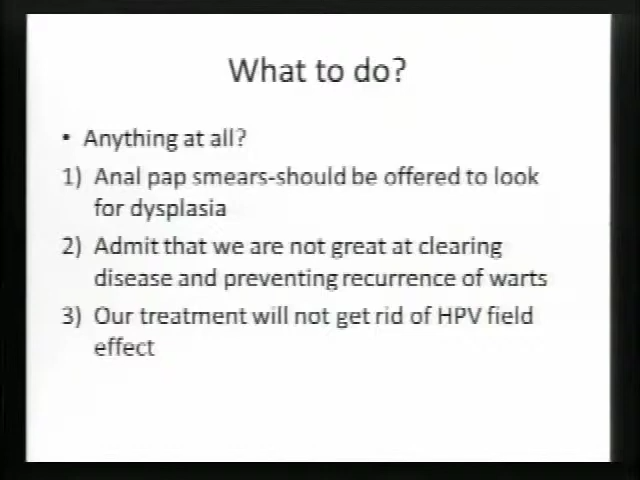 What to do?
• Anything at all?
1) Anal pap smears-should be offered to look
for dysplasia
2) Admit that we are not great at clearing
disease and preventing recurrence of warts
3) Our treatment will not get rid of HPV field
effect